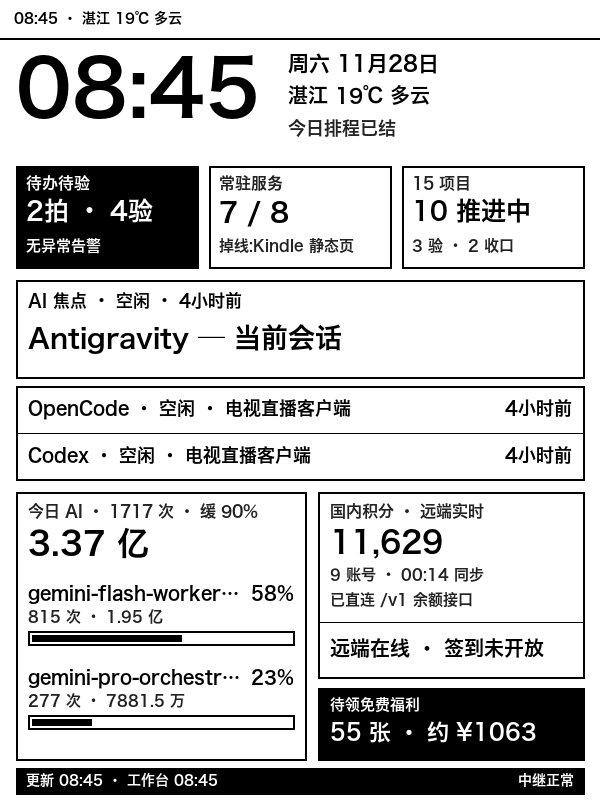 08:45 · 湛江 19℃ 多云
08:45
周六 11月28日
湛江 19℃ 多云
今日排程已结
待办待验
2拍 · 4验
无异常告警
常驻服务
7 / 8
掉线:Kindle 静态页
15 项目
10 推进中
3 验 · 2 收口
AI 焦点 · 空闲 · 4小时前
Antigravity — 当前会话
OpenCode · 空闲 · 电视直播客户端 4小时前
Codex · 空闲 · 电视直播客户端 4小时前
今日 AI · 1717 次 · 缓 90%
3.37 亿
gemini-flash-worker… 58%
815 次 · 1.95 亿
gemini-pro-orchestr… 23%
277 次 · 7881.5 万
国内积分 · 远端实时
11,629
9 账号 · 00:14 同步
已直连 /v1 余额接口
远端在线 · 签到未开放
待领免费福利
55 张 · 约 ¥1063
更新 08:45 · 工作台 08:45 中继正常